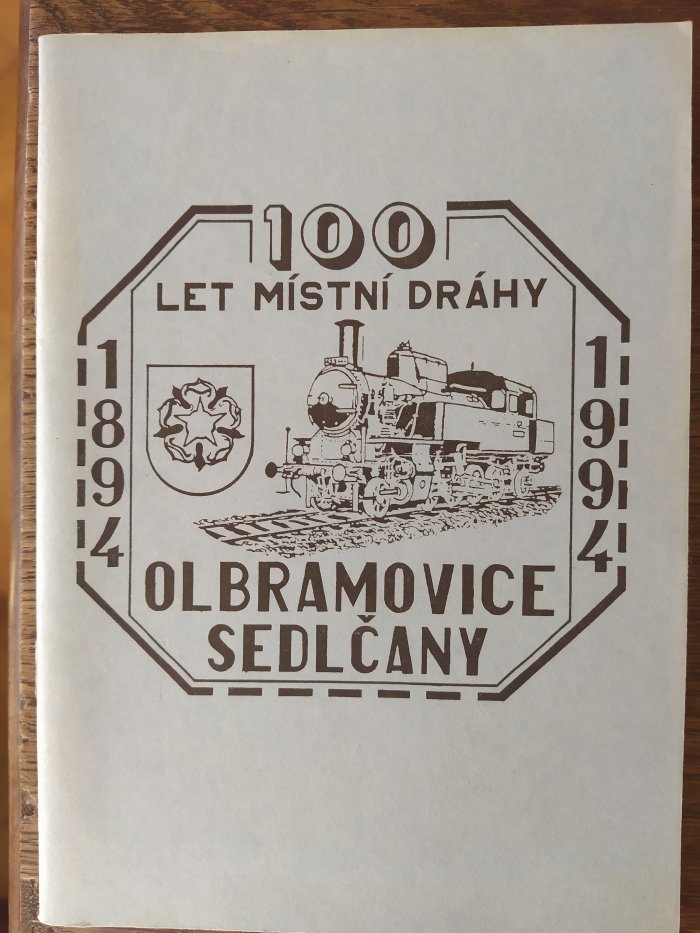 100
LET MÍSTNÍ DRÁHY
1894
1994
OLBRAMOVICE
SEDLČANY